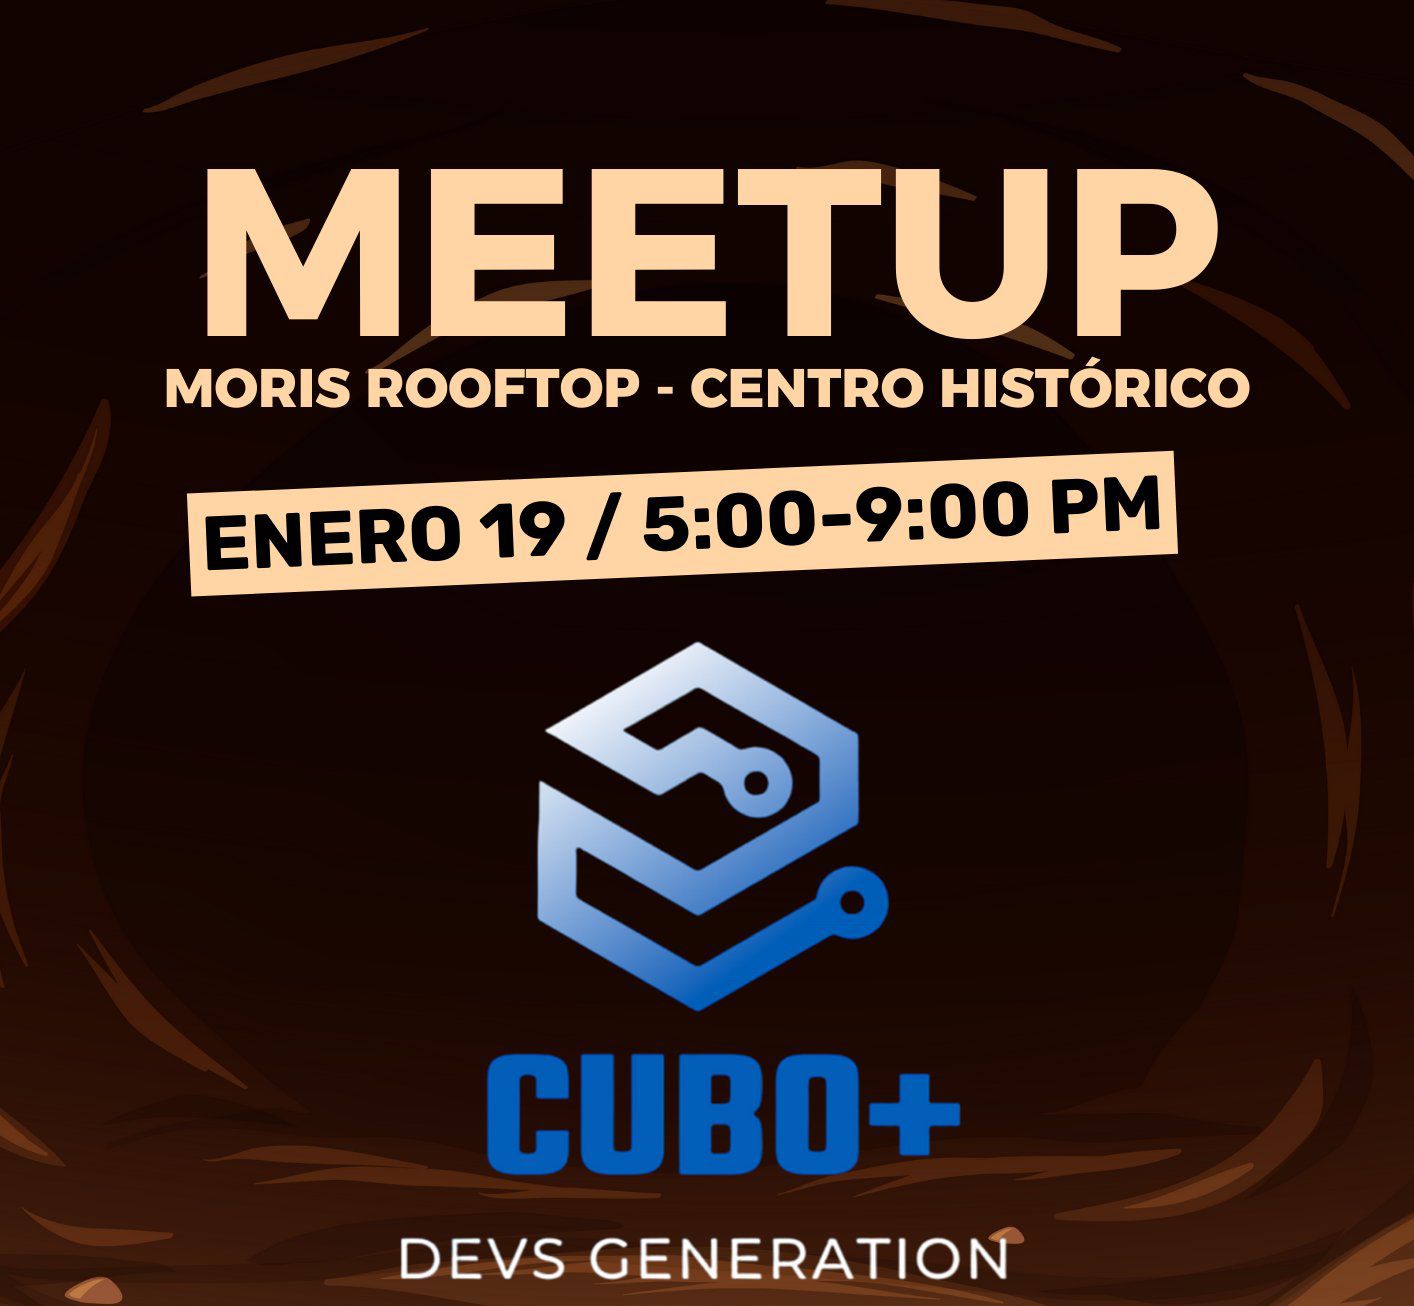 MEETUP
MORIS ROOFTOP - CENTRO HISTÓRICO
ENERO 19 / 5:00-9:00 PM
CUBO+
DEVS GENERATION